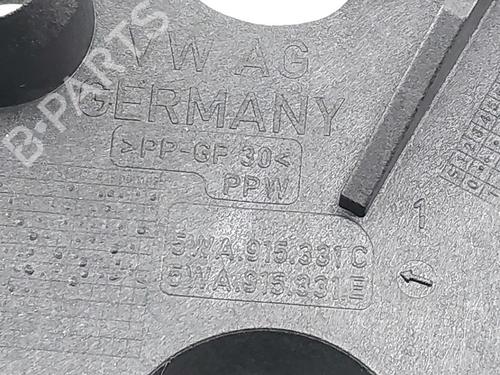 VW AG
GERMANY
>PP-GF 30<
PPW
5WA.915.331 C
5WA.915.331.E
1
B-PARTS